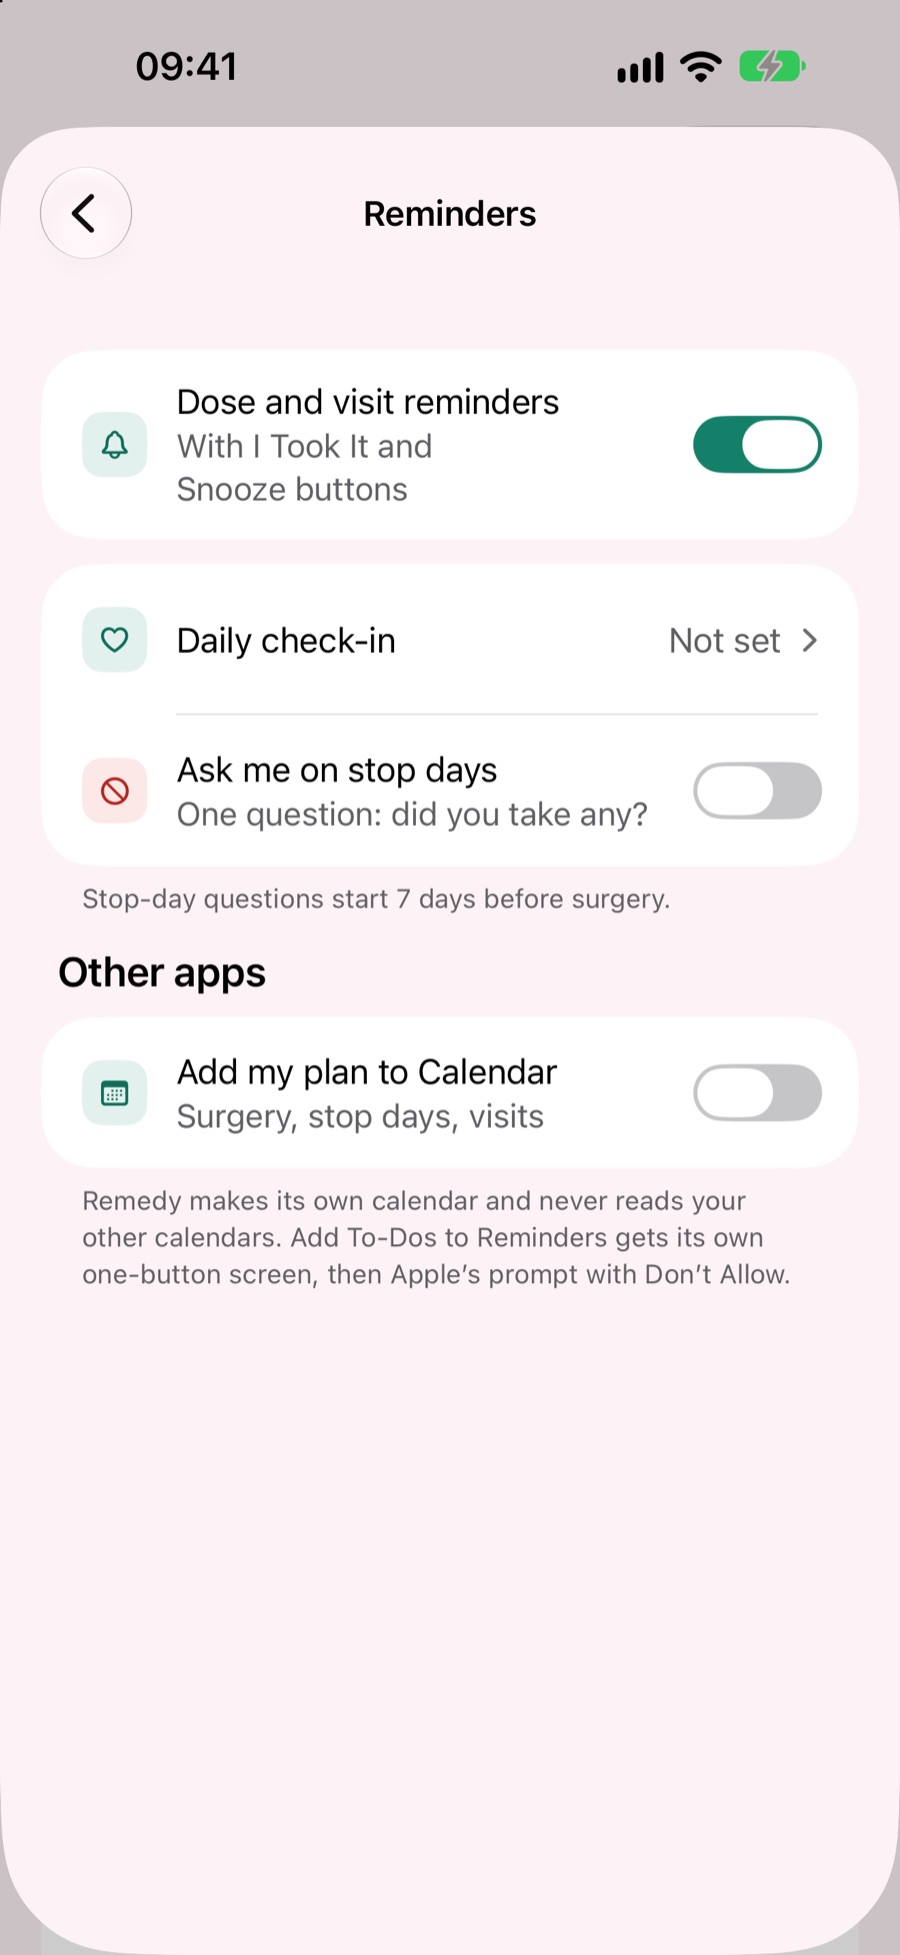 09:41
Reminders
Dose and visit reminders
With I Took It and
Snooze buttons
Daily check-in
Not set
Ask me on stop days
One question: did you take any?
Stop-day questions start 7 days before surgery.
Other apps
Add my plan to Calendar
Surgery, stop days, visits
Remedy makes its own calendar and never reads your
other calendars. Add To-Dos to Reminders gets its own
one-button screen, then Apple’s prompt with Don’t Allow.